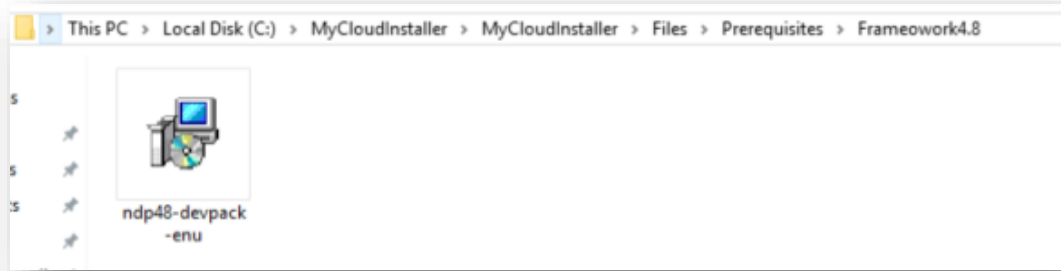 This PC > Local Disk (C:) > MyCloudInstaller > MyCloudInstaller > Files > Prerequisites > Frameowork4.8
ndp48-devpack
-enu